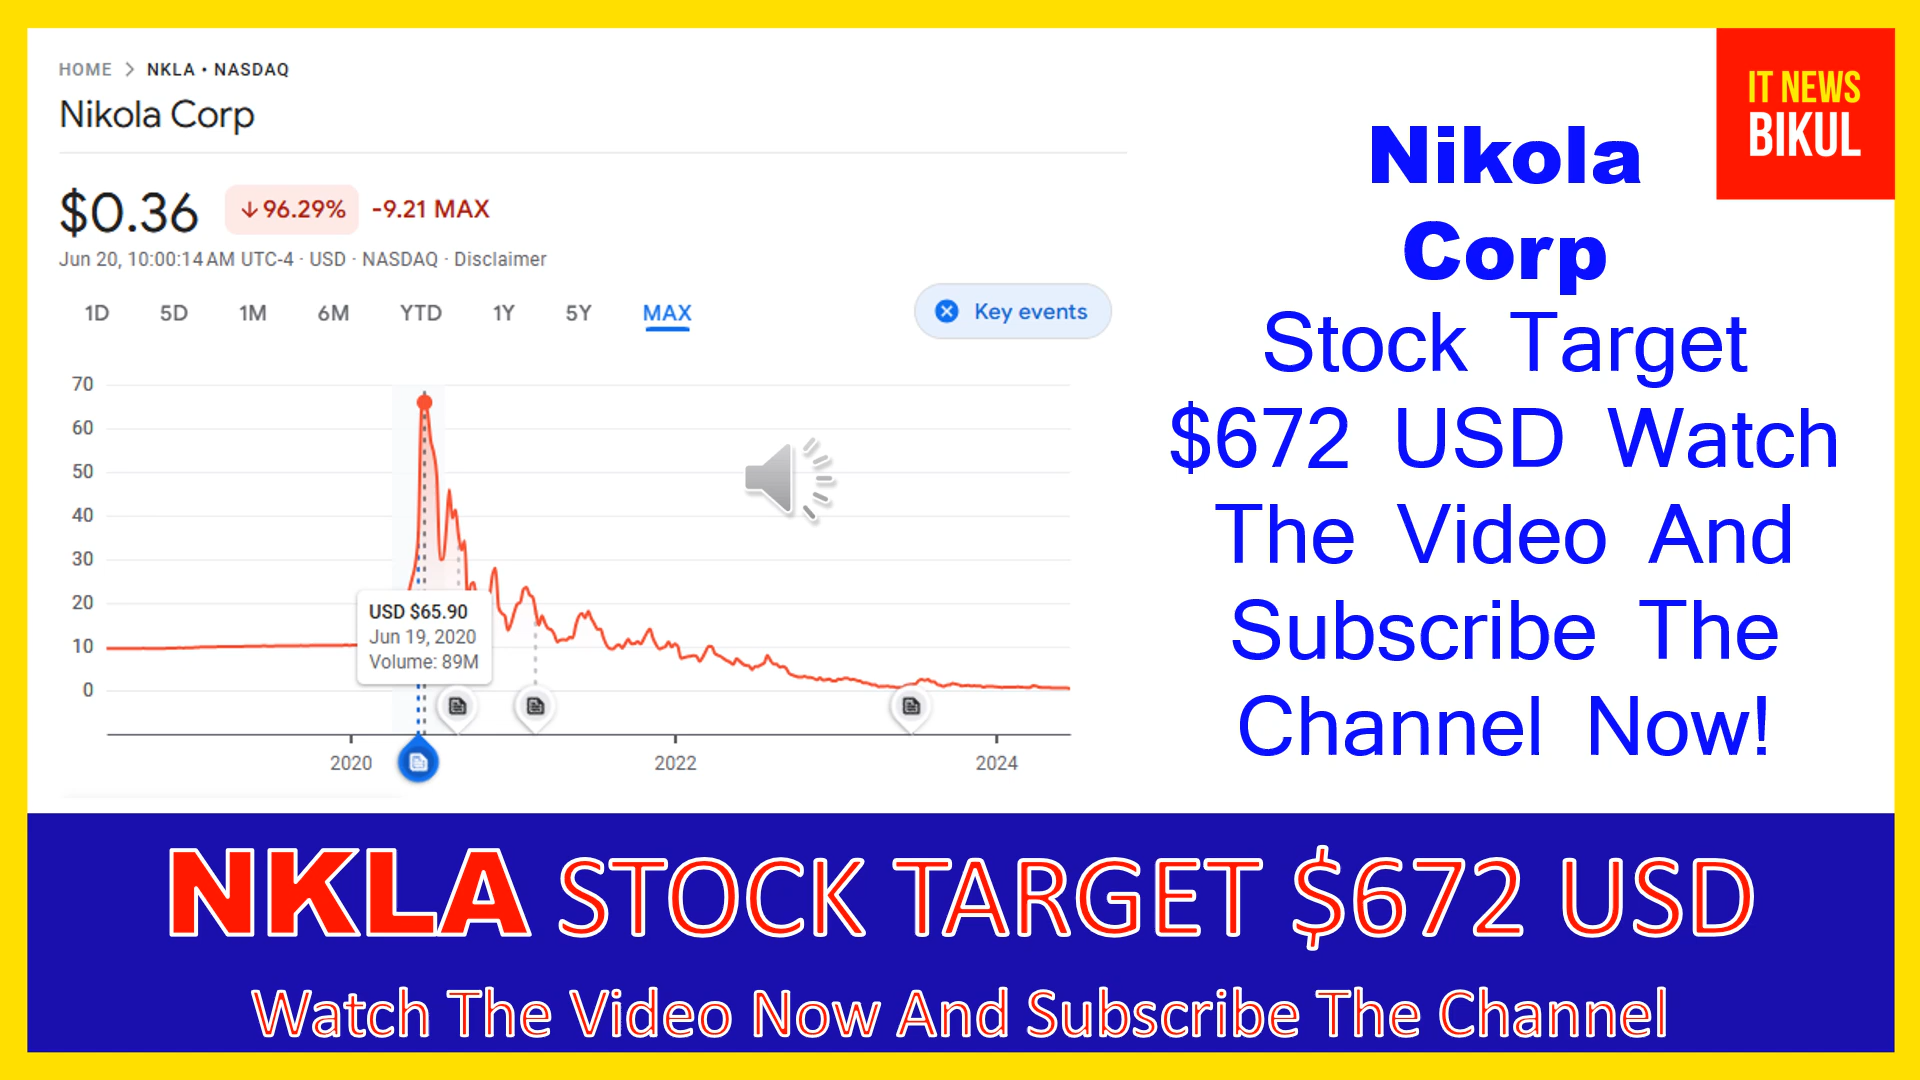 HOME > NKLA • NASDAQ
Nikola Corp
$0.36 ↓96.29% -9.21 MAX
Jun 20, 10:00:14 AM UTC-4 · USD · NASDAQ · Disclaimer
1D 5D 1M 6M YTD 1Y 5Y MAX
Key events
70
60
50
40
30
20
10
0
USD $65.90
Jun 19, 2020
Volume: 89M
2020 2022 2024
IT NEWS
BIKUL
Nikola
Corp
Stock Target
$672 USD Watch
The Video And
Subscribe The
Channel Now!
NKLA STOCK TARGET $672 USD
Watch The Video Now And Subscribe The Channel